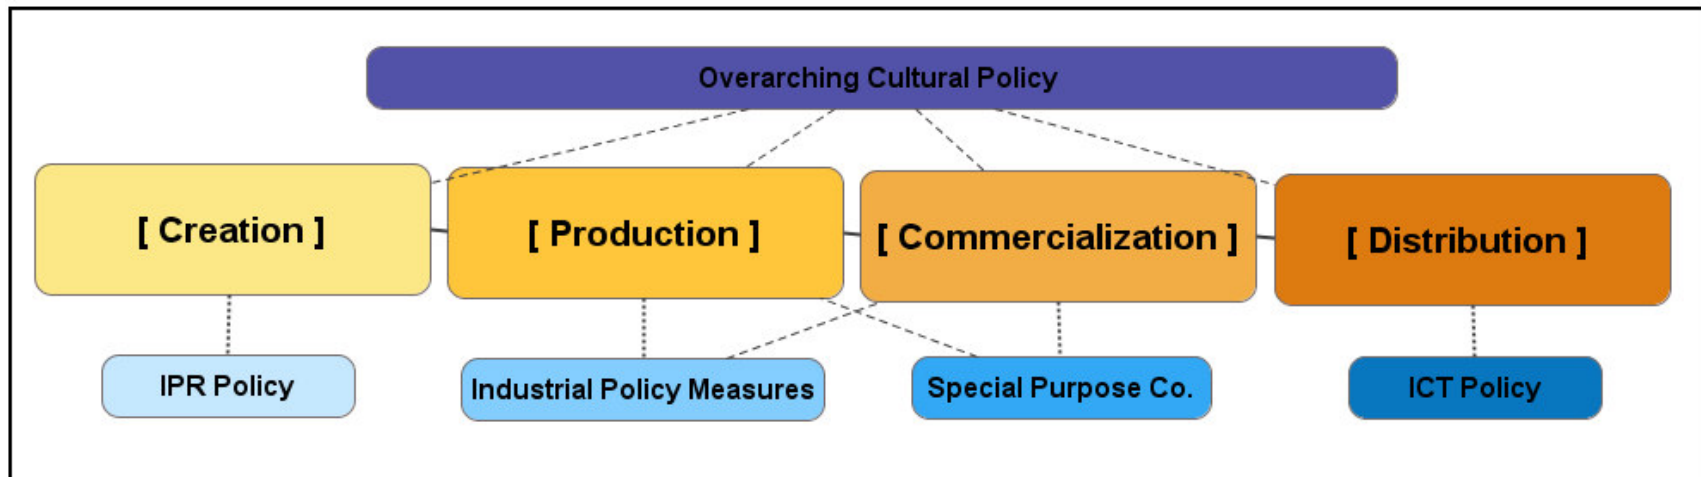 Overarching Cultural Policy
[ Creation ]
[ Production ]
[ Commercialization ]
[ Distribution ]
IPR Policy
Industrial Policy Measures
Special Purpose Co.
ICT Policy